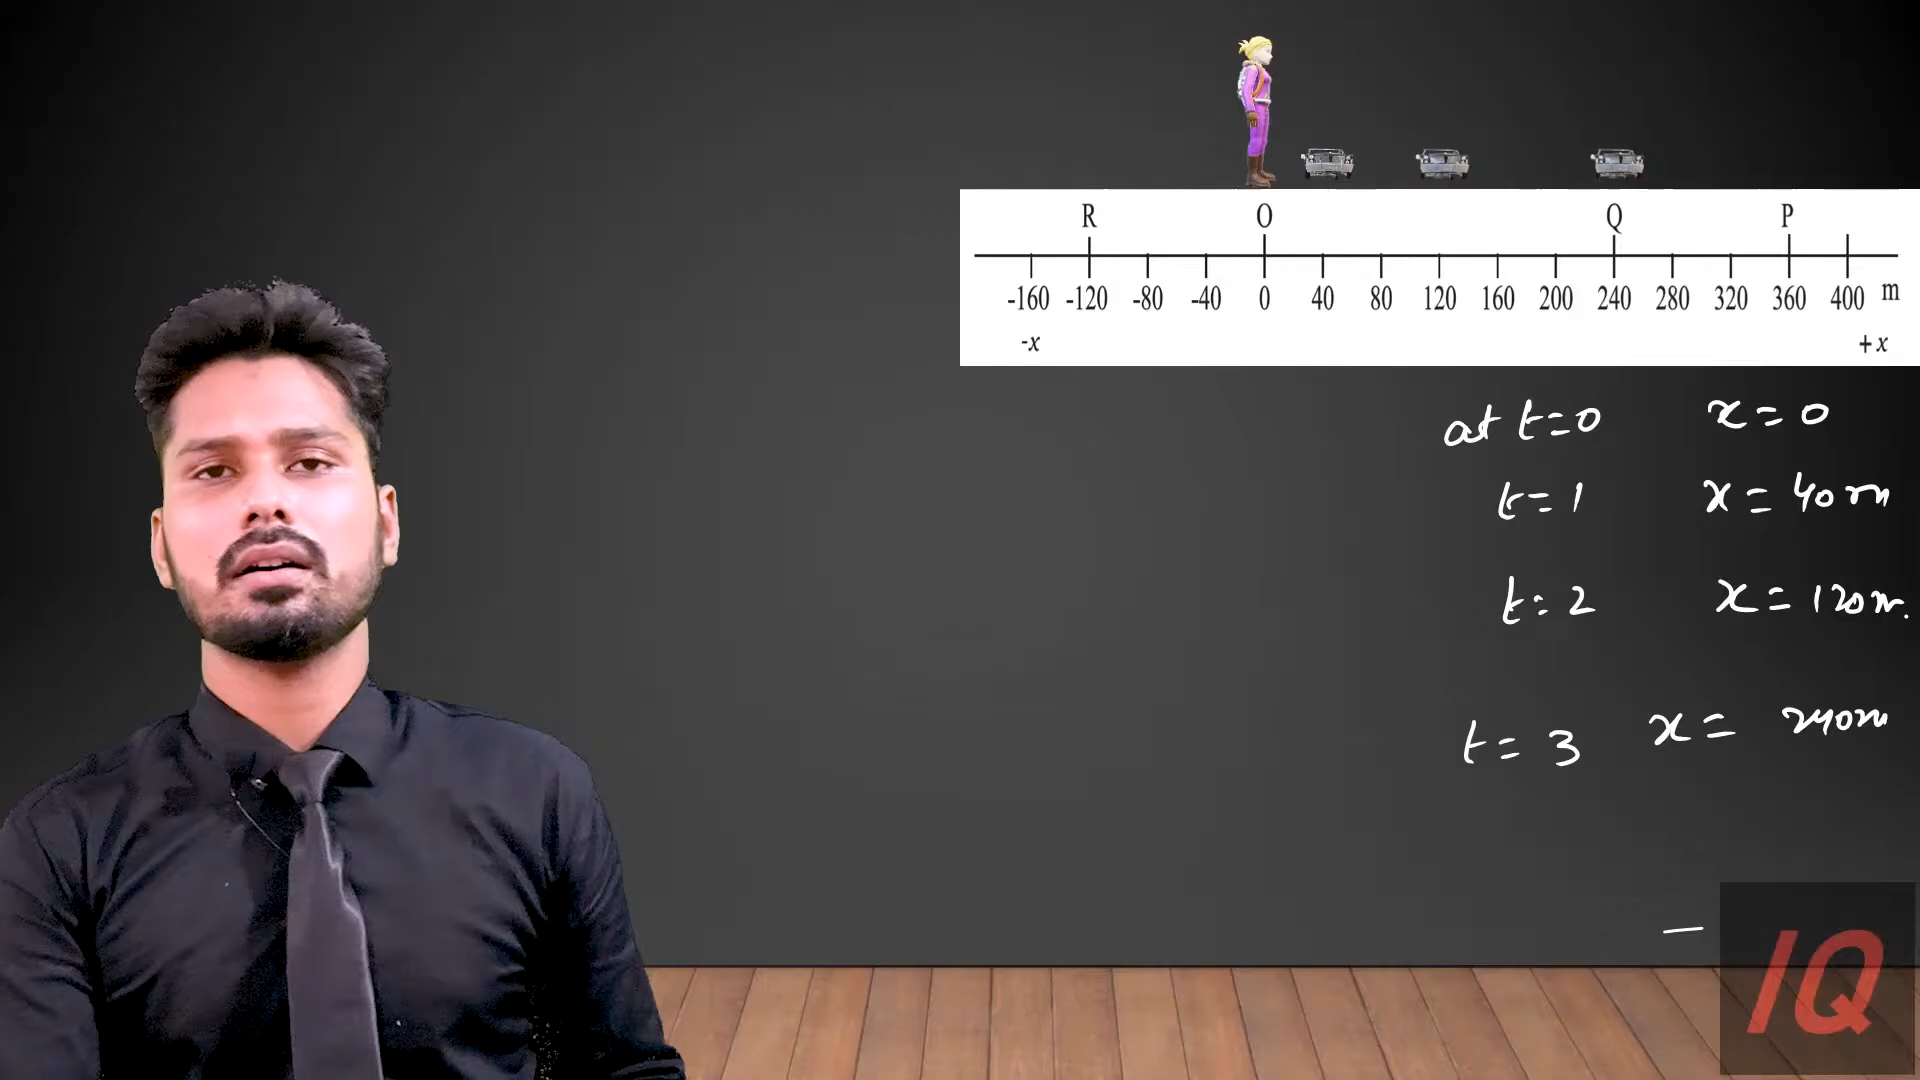 R O Q P
-160 -120 -80 -40 0 40 80 120 160 200 240 280 320 360 400 m
-x +x
at t=0 x=0
t=1 x=40m
t=2 x=120m.
t=3 x= 240m
IQ